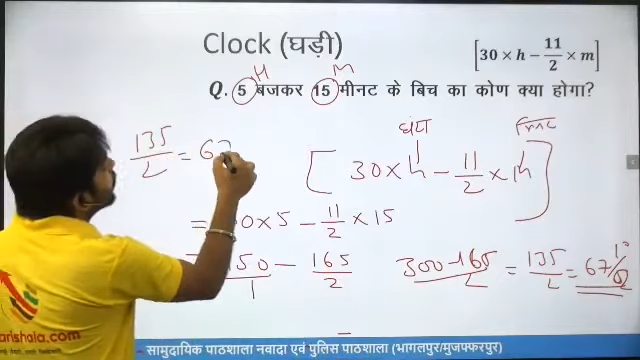 Clock (घड़ी)
[30 × h − 11/2 × m]
H M
Q. 5 बजकर 15 मीनट के बिच का कोण क्या होगा?
घंटा मिनट
135/2 = 67
[30×h − 11/2 × m]
= 30×5 − 11/2 × 15
150/1 − 165/2
300-165/2 = 135/2 = 67 1/2°
arishala.com
- सामुदायिक पाठशाला नवादा एवं पुलिस पाठशाला (भागलपुर/मुजफ्फरपुर)